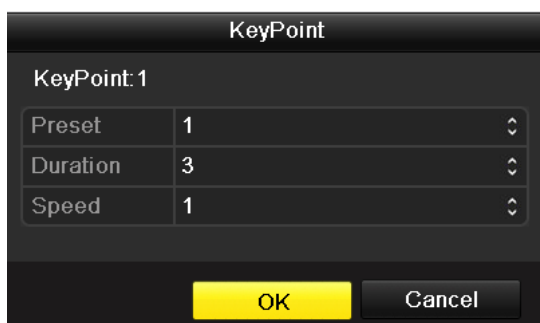 KeyPoint
KeyPoint:1
Preset 1
Duration 3
Speed 1
OK Cancel